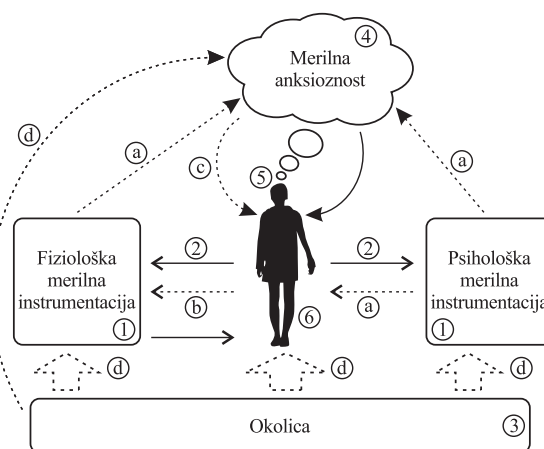 4
Merilna
anksioznost
d
a
c
a
5
Fiziološka
merilna
instrumentacija
1
2
b
2
a
6
Psihološka
merilna
instrumentacija
1
d
d
d
Okolica
3